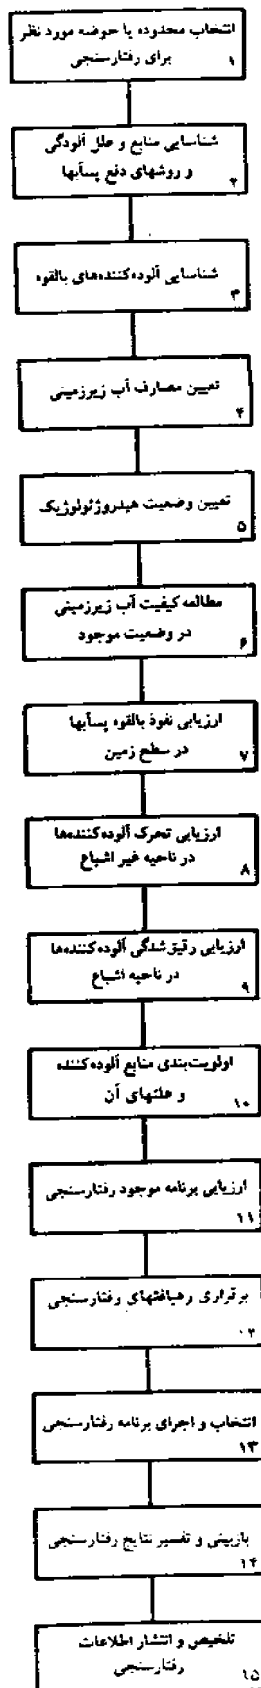 انتخاب محدوده یا حوضه مورد نظر
برای رفتارسنجی
۱
شناسایی منابع و علل آلودگی
و روشهای دفع پسآبها
۲
شناسایی آلوده‌کننده‌های بالقوه
۳
تعیین مصارف آب زیرزمینی
۴
تعیین وضعیت هیدروژئولوژیک
۵
مطالعه کیفیت آب زیرزمینی
در وضعیت موجود
۶
ارزیابی نفوذ بالقوه پسآبها
در سطح زمین
۷
ارزیابی تحرک آلوده‌کننده‌ها
در ناحیه غیر اشباع
۸
ارزیابی رقیق‌شدگی آلوده‌کننده‌ها
در ناحیه اشباع
۹
اولویت‌بندی منابع آلوده‌کننده
و علتهای آن
۱۰
ارزیابی برنامه موجود رفتارسنجی
۱۱
برقراری رهیافتهای رفتارسنجی
۱۲
انتخاب و اجرای برنامه رفتارسنجی
۱۳
بازبینی و تفسیر نتایج رفتارسنجی
۱۴
تلخیص و انتشار اطلاعات
رفتارسنجی
۱۵